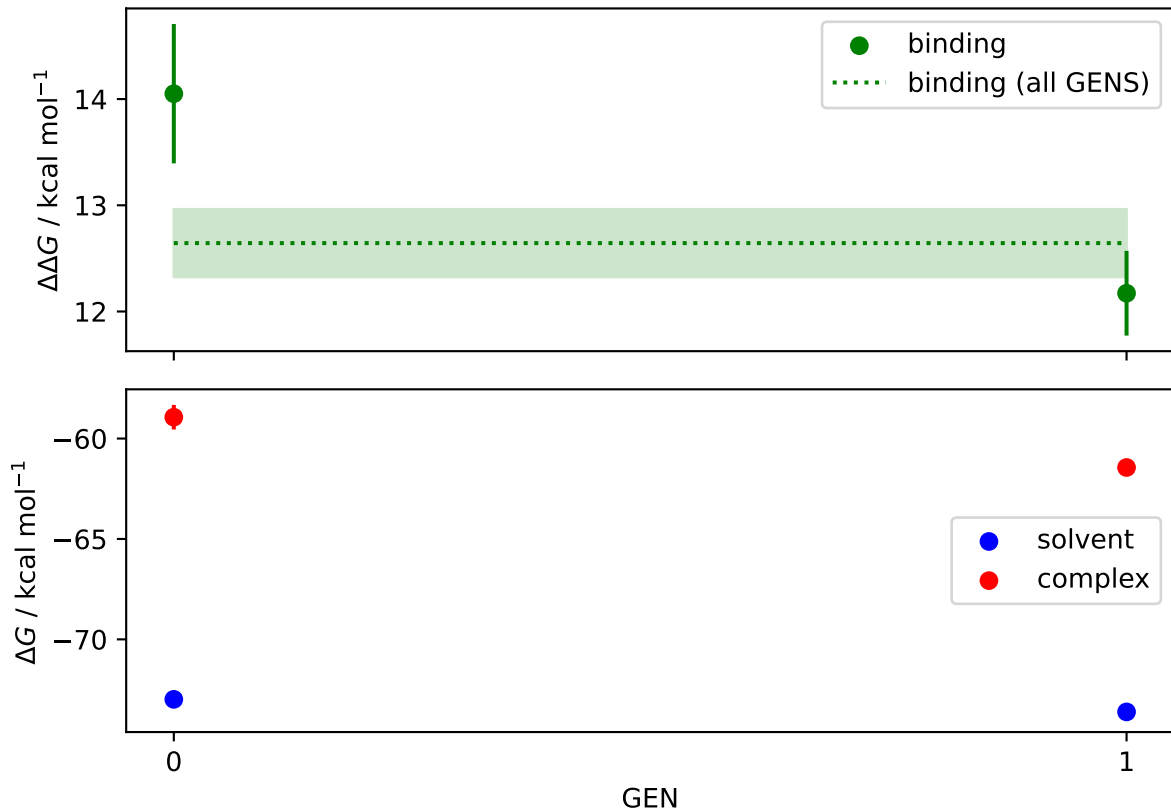 binding
binding (all GENS)
ΔΔG / kcal mol⁻¹
14
13
12
ΔG / kcal mol⁻¹
−60
−65
−70
solvent
complex
0
1
GEN